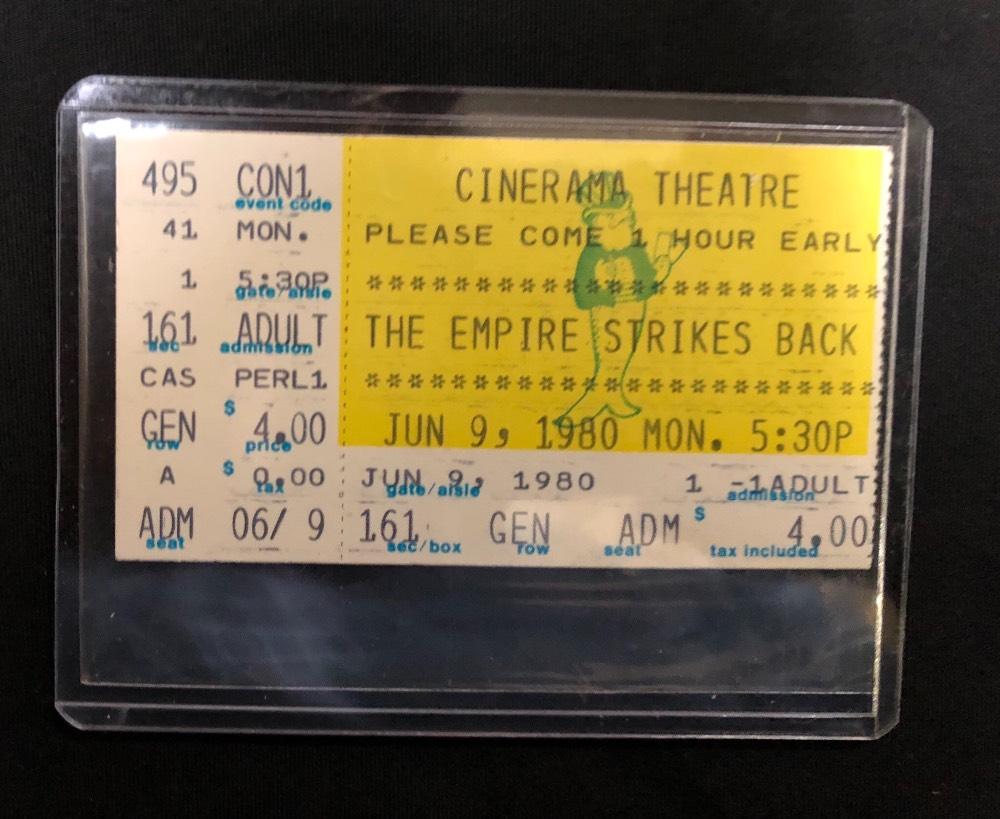 495 CON1
event code
41 MON.
1 5:30P
gate/aisle
161 ADULT
sec admission
CAS PERL1
GEN $ 4.00
row price
A $ 0.00
tax
ADM 06/ 9
seat
CINERAMA THEATRE
PLEASE COME 1 HOUR EARLY
************************
THE EMPIRE STRIKES BACK
************************
JUN 9, 1980 MON. 5:30P
JUN 9, 1980 1 -1ADULT
gate/aisle admission
161 GEN ADM $ 4.00
sec/box row seat tax included